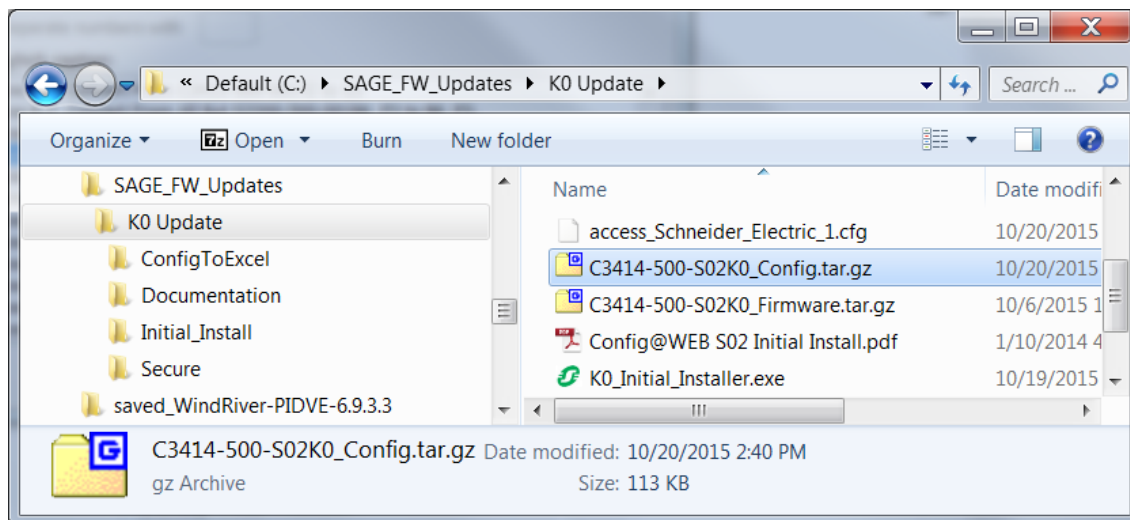 « Default (C:) ▸ SAGE_FW_Updates ▸ K0 Update ▸
Search ...
Organize Open Burn New folder
SAGE_FW_Updates
K0 Update
ConfigToExcel
Documentation
Initial_Install
Secure
saved_WindRiver-PIDVE-6.9.3.3
Name Date modifi
access_Schneider_Electric_1.cfg 10/20/2015
C3414-500-S02K0_Config.tar.gz 10/20/2015
C3414-500-S02K0_Firmware.tar.gz 10/6/2015 1
Config@WEB S02 Initial Install.pdf 1/10/2014 4
K0_Initial_Installer.exe 10/19/2015
C3414-500-S02K0_Config.tar.gz Date modified: 10/20/2015 2:40 PM
gz Archive Size: 113 KB